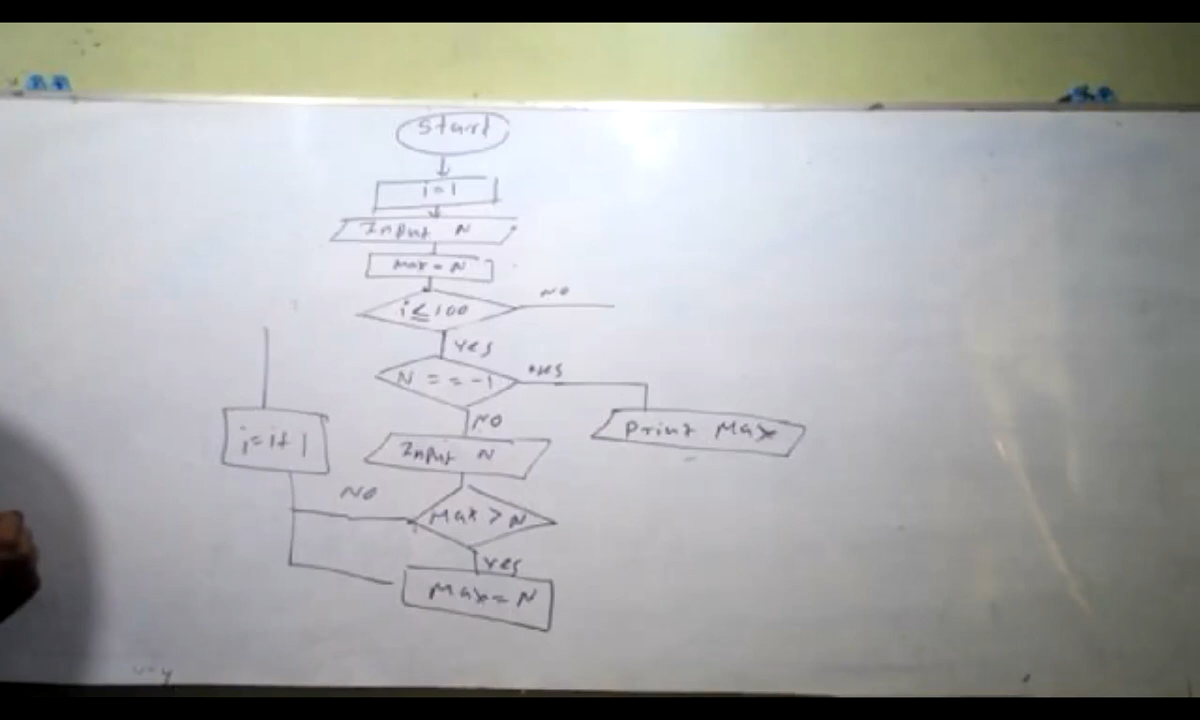 Start
i = 1
Input N
Max = N
i ≤ 100
NO
Yes
N = = -1
Yes
NO
Print Max
i = i + 1
Input N
NO
Max > N
Yes
Max = N